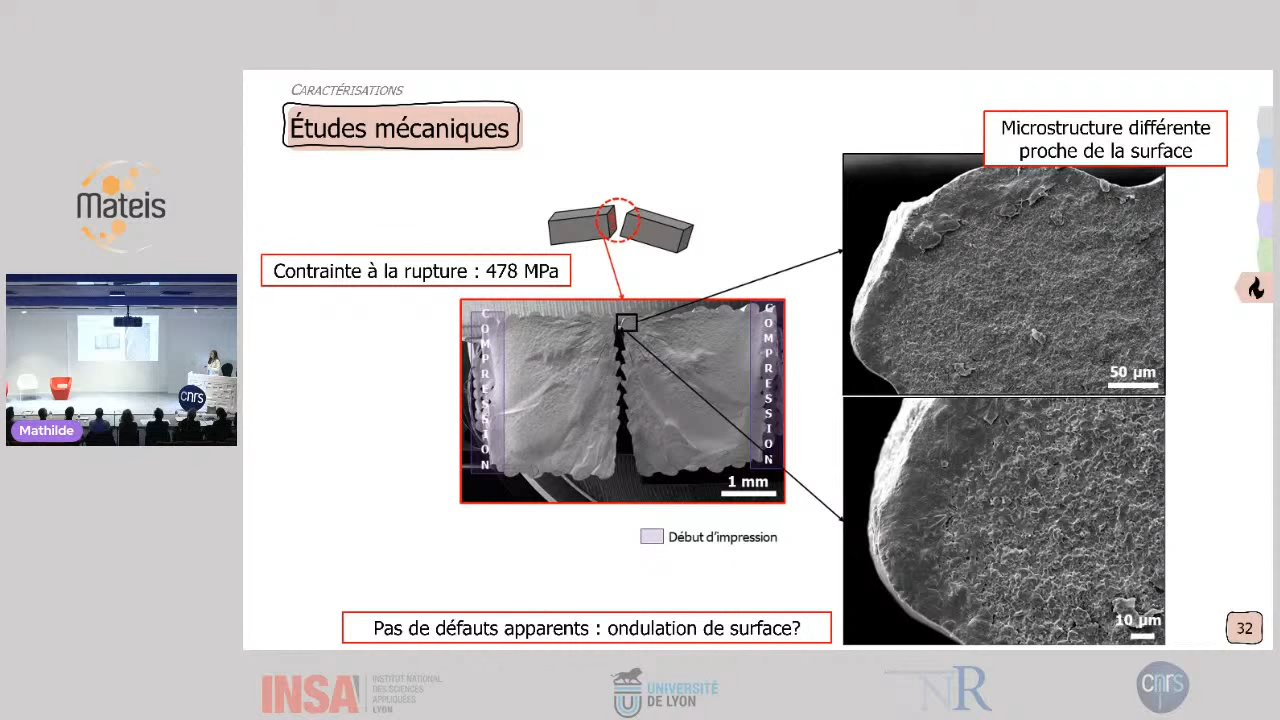 CARACTÉRISATIONS
Études mécaniques
Microstructure différente
proche de la surface
Mateis
Contrainte à la rupture : 478 MPa
COMPRESSION
COMPRESSION
1 mm
50 µm
10 µm
cnrs
Mathilde
Début d'impression
Pas de défauts apparents : ondulation de surface?
32
INSA
INSTITUT NATIONAL
DES SCIENCES
APPLIQUÉES
LYON
UNIVERSITÉ
DE LYON
NR
cnrs